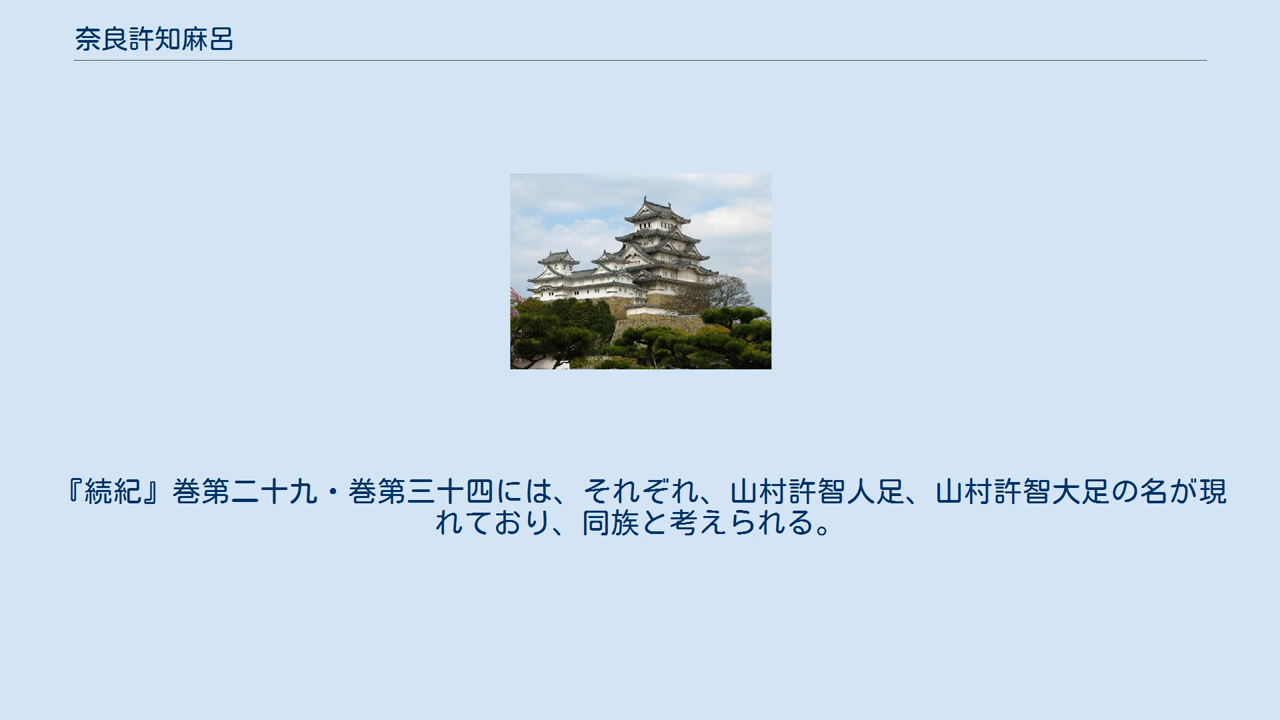 奈良許知麻呂
『続紀』巻第二十九・巻第三十四には、それぞれ、山村許智人足、山村許智大足の名が現
れており、同族と考えられる。